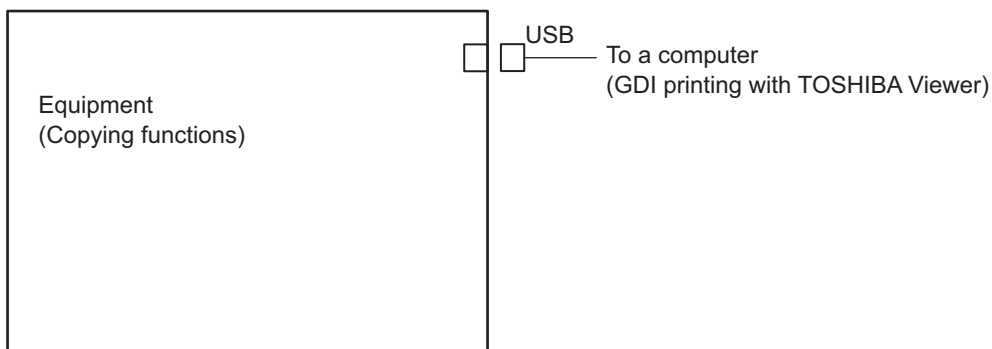 USB
To a computer
(GDI printing with TOSHIBA Viewer)
Equipment
(Copying functions)